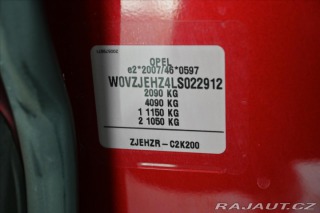 OPEL
e2*2007/46*0597
W0VZJEHZ4LS022912
2090 KG
4090 KG
1 1150 KG
2 1050 KG
ZJEHZR - C2K200
RAJAUT.CZ